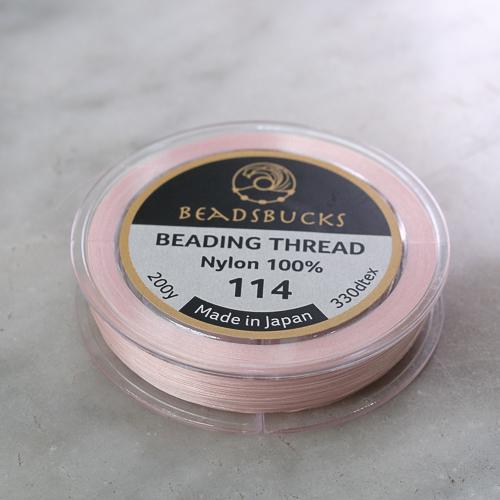 BEADSBUCKS
BEADING THREAD
Nylon 100%
114
200y
330dtex
Made in Japan